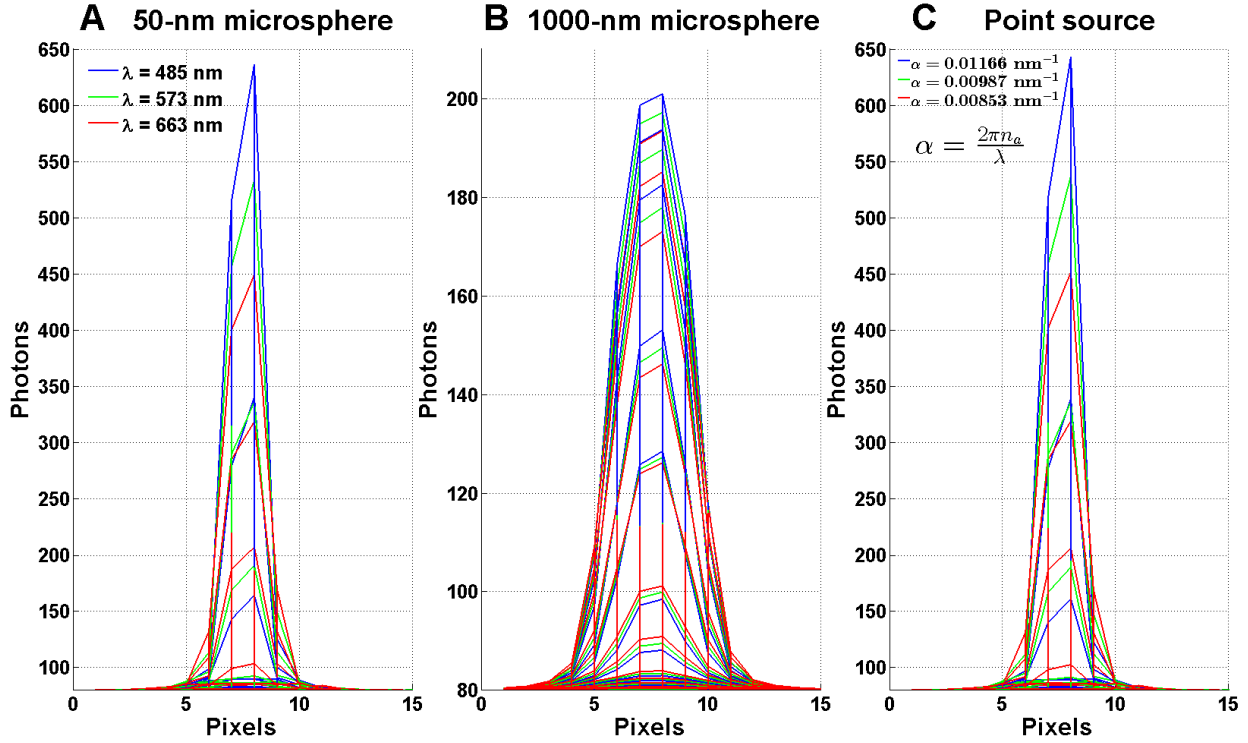 A 50-nm microsphere
650
600
550
500
450
400
350
300
250
200
150
100
0 5 10 15
Photons
Pixels
λ = 485 nm
λ = 573 nm
λ = 663 nm
B 1000-nm microsphere
200
180
160
140
120
100
80
0 5 10 15
Photons
Pixels
C Point source
650
600
550
500
450
400
350
300
250
200
150
100
0 5 10 15
Photons
Pixels
α = 0.01166 nm⁻¹
α = 0.00987 nm⁻¹
α = 0.00853 nm⁻¹
α = 2πnₐ/λ